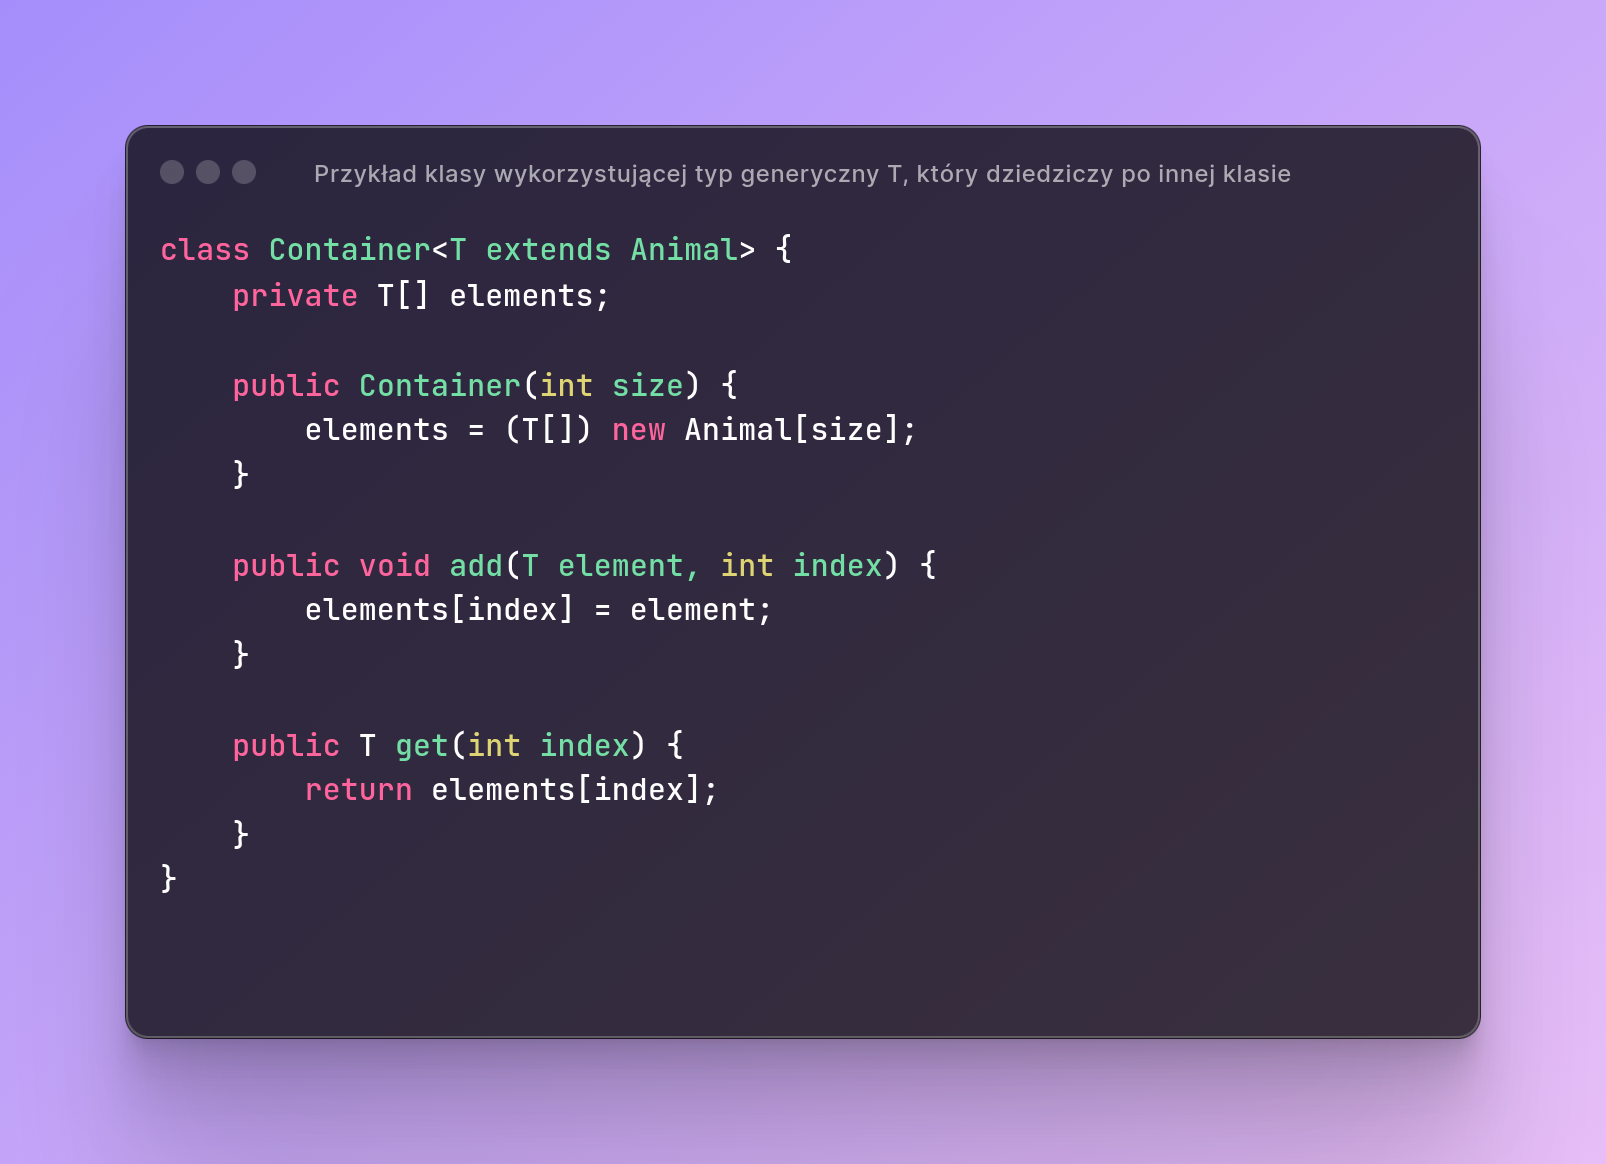 Przykład klasy wykorzystującej typ generyczny T, który dziedziczy po innej klasie
class Container<T extends Animal> {
    private T[] elements;

    public Container(int size) {
        elements = (T[]) new Animal[size];
    }

    public void add(T element, int index) {
        elements[index] = element;
    }

    public T get(int index) {
        return elements[index];
    }
}